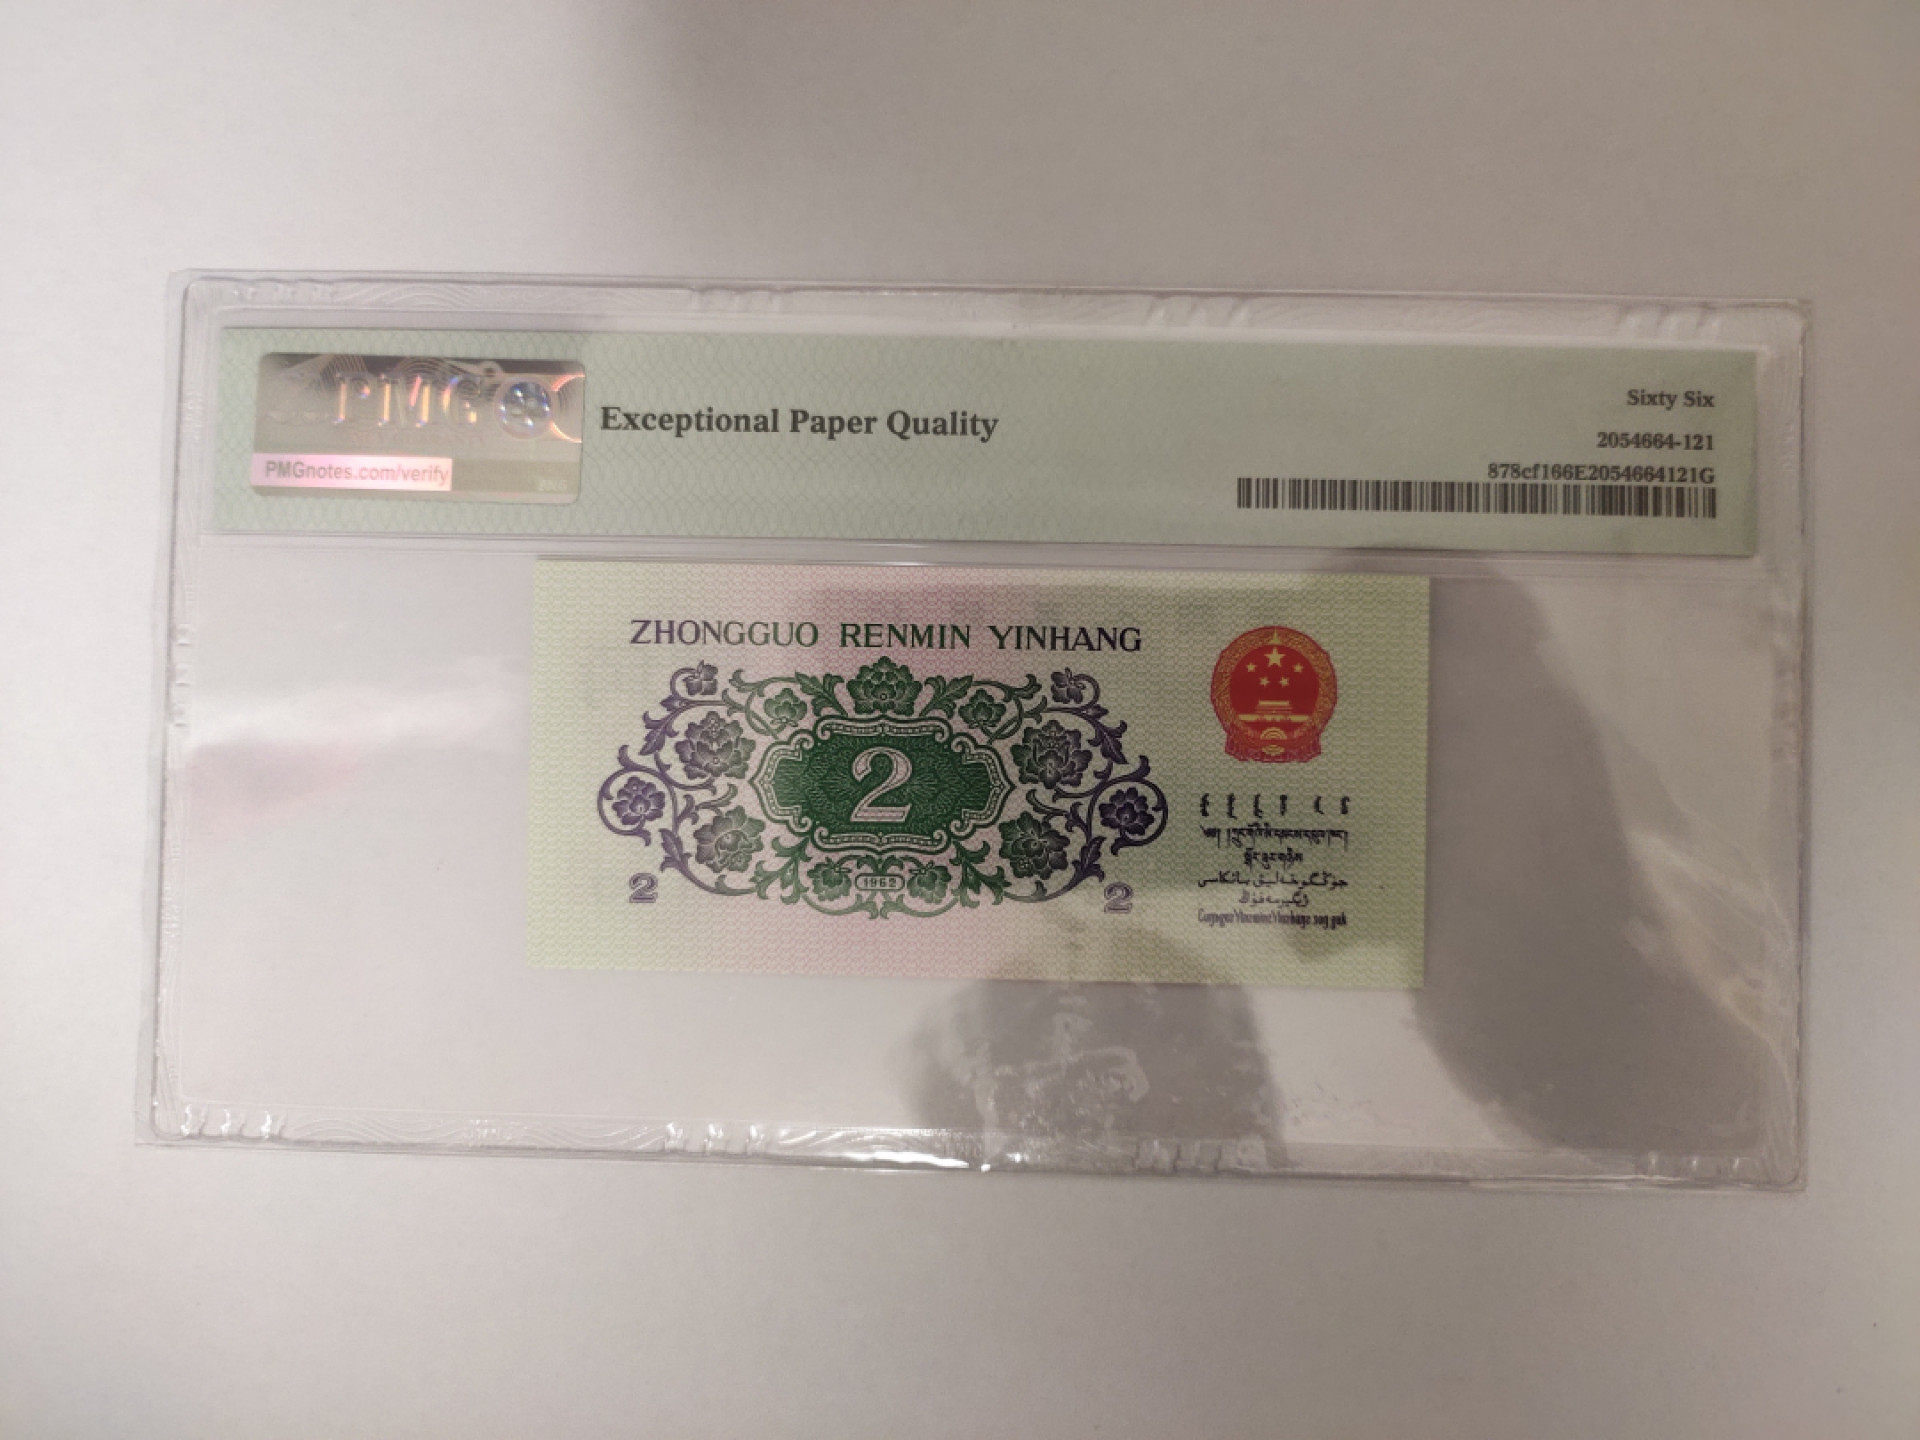 PMG
PMGnotes.com/verify
Exceptional Paper Quality
Sixty Six
2054664-121
878cf166E2054664121G
ZHONGGUO RENMIN YINHANG
2
1962
2
2